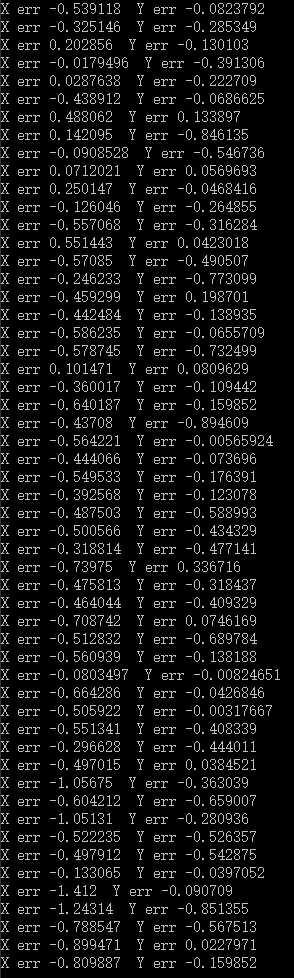 X err -0.539118  Y err -0.0823792
X err -0.325146  Y err -0.285349
X err 0.202856  Y err -0.130103
X err -0.0179496  Y err -0.391306
X err 0.0287638  Y err -0.222709
X err -0.438912  Y err -0.0686625
X err 0.488062  Y err 0.133897
X err 0.142095  Y err -0.846135
X err -0.0908528  Y err -0.546736
X err 0.0712021  Y err 0.0569693
X err 0.250147  Y err -0.0468416
X err -0.126046  Y err -0.264855
X err -0.557068  Y err -0.316284
X err 0.551443  Y err 0.0423018
X err -0.57085  Y err -0.490507
X err -0.246233  Y err -0.773099
X err -0.459299  Y err 0.198701
X err -0.442484  Y err -0.138935
X err -0.586235  Y err -0.0655709
X err -0.578745  Y err -0.732499
X err 0.101471  Y err 0.0809629
X err -0.360017  Y err -0.109442
X err -0.640187  Y err -0.159852
X err -0.43708  Y err -0.894609
X err -0.564221  Y err -0.00565924
X err -0.444066  Y err -0.073696
X err -0.549533  Y err -0.176391
X err -0.392568  Y err -0.123078
X err -0.487503  Y err -0.588993
X err -0.500566  Y err -0.434329
X err -0.318814  Y err -0.477141
X err -0.73975  Y err 0.336716
X err -0.475813  Y err -0.318437
X err -0.464044  Y err -0.409329
X err -0.708742  Y err 0.0746169
X err -0.512832  Y err -0.689784
X err -0.560939  Y err -0.138188
X err -0.0803497  Y err -0.00824651
X err -0.664286  Y err -0.0426846
X err -0.505922  Y err -0.00317667
X err -0.551341  Y err -0.408339
X err -0.296628  Y err -0.444011
X err -0.497015  Y err 0.0384521
X err -1.05675  Y err -0.363039
X err -0.604212  Y err -0.659007
X err -1.05131  Y err -0.280936
X err -0.522235  Y err -0.526357
X err -0.497912  Y err -0.542875
X err -0.133065  Y err -0.0397052
X err -1.412  Y err -0.090709
X err -1.24314  Y err -0.851355
X err -0.788547  Y err -0.567513
X err -0.899471  Y err 0.0227971
X err -0.809887  Y err -0.159852